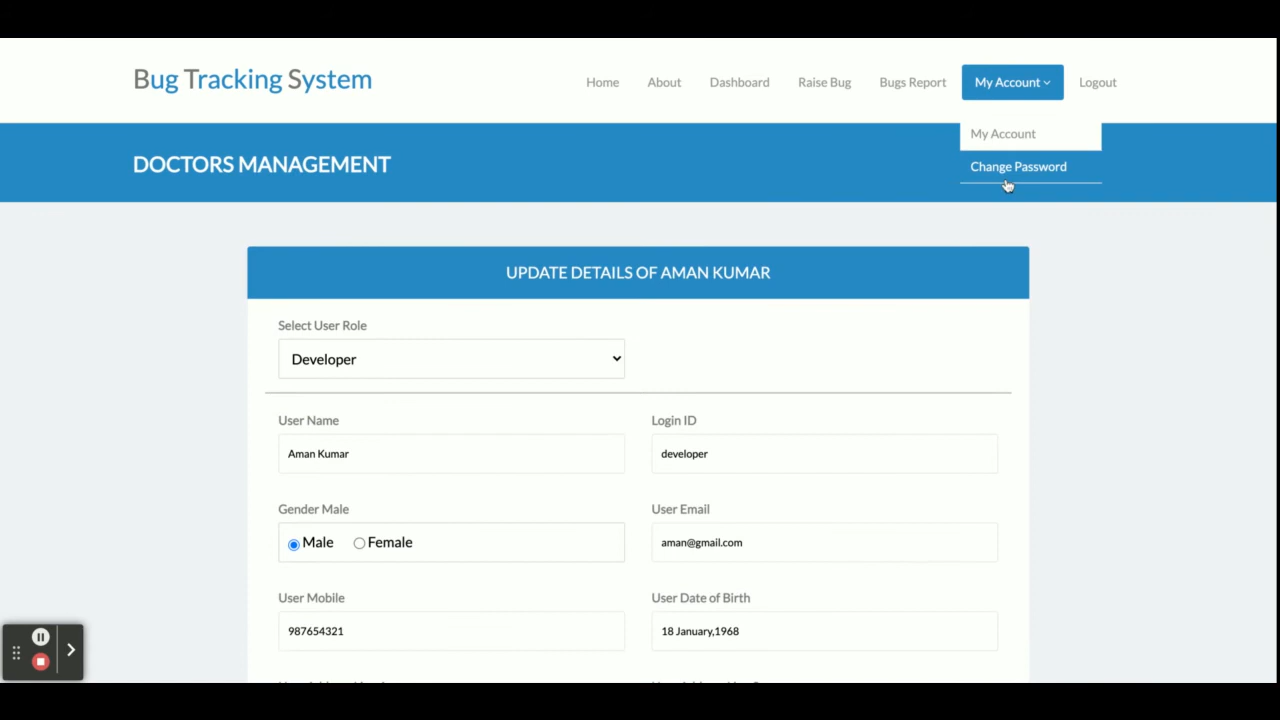 Bug Tracking System
Home About Dashboard Raise Bug Bugs Report My Account Logout
My Account
Change Password
DOCTORS MANAGEMENT
UPDATE DETAILS OF AMAN KUMAR
Select User Role
Developer
User Name Login ID
Aman Kumar developer
Gender Male User Email
Male Female aman@gmail.com
User Mobile User Date of Birth
987654321 18 January,1968